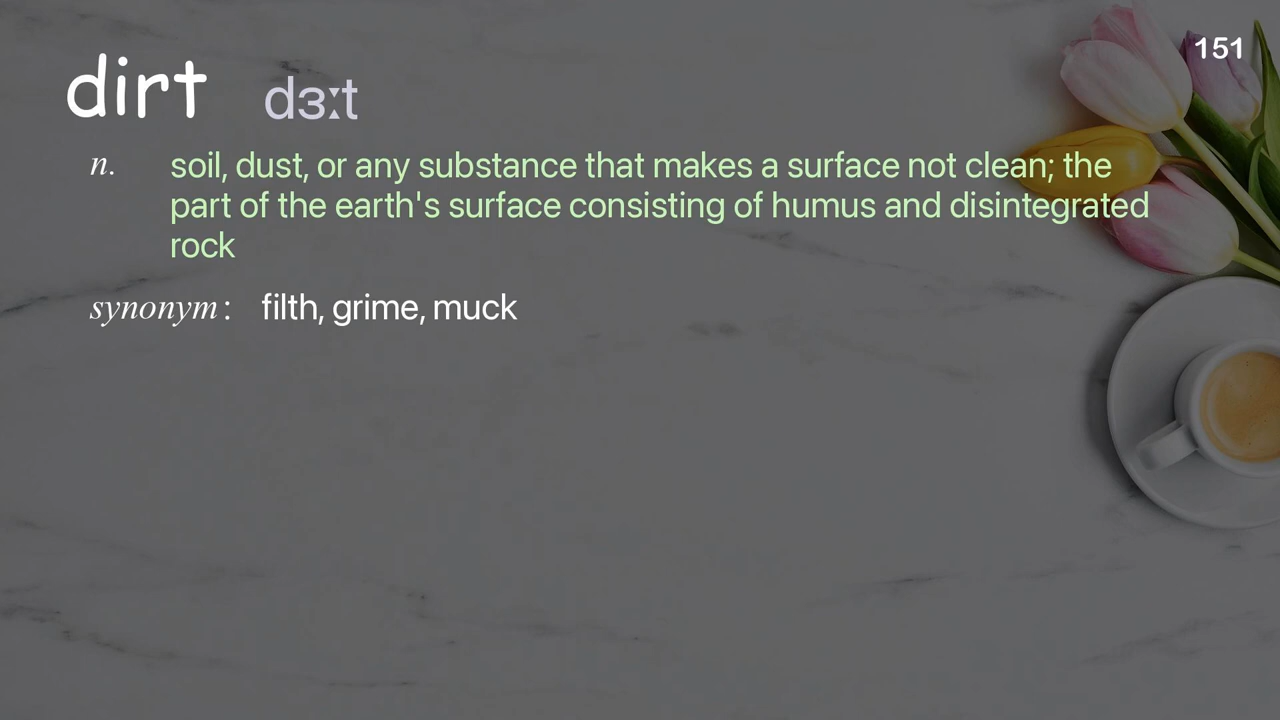 151
dirt dɜːt
n. soil, dust, or any substance that makes a surface not clean; the
part of the earth's surface consisting of humus and disintegrated
rock
synonym: filth, grime, muck